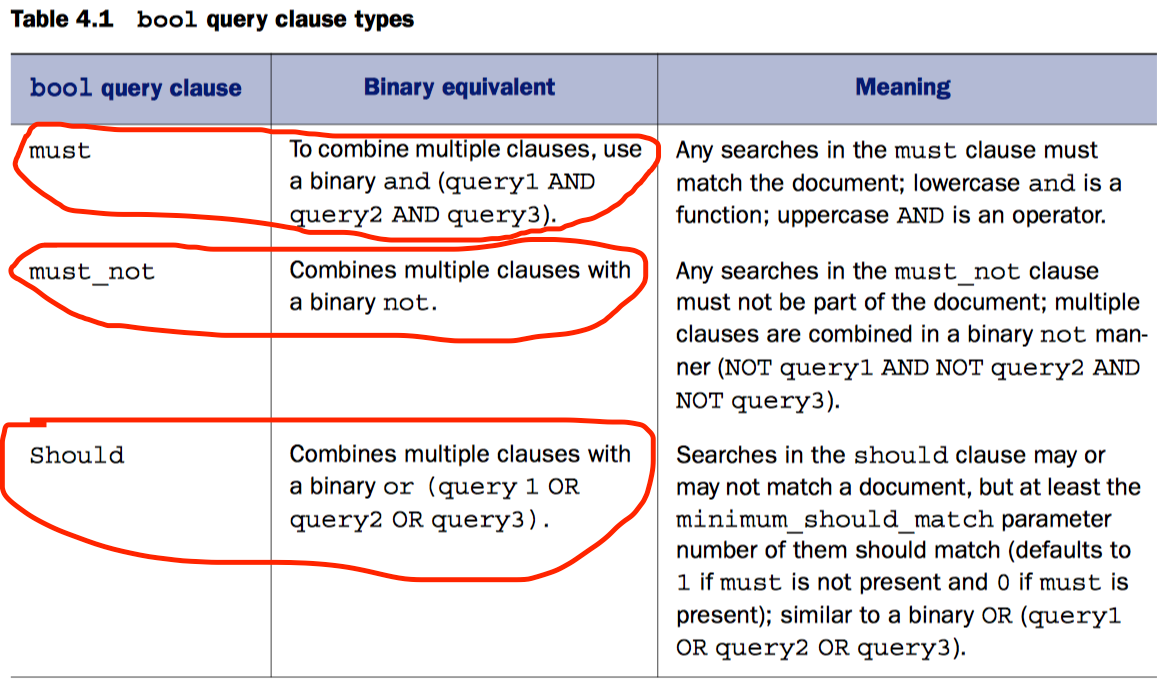 Table 4.1 bool query clause types
bool query clause
Binary equivalent
Meaning
must
To combine multiple clauses, use
a binary and (query1 AND
query2 AND query3).
Any searches in the must clause must
match the document; lowercase and is a
function; uppercase AND is an operator.
must_not
Combines multiple clauses with
a binary not.
Any searches in the must_not clause
must not be part of the document; multiple
clauses are combined in a binary not man-
ner (NOT query1 AND NOT query2 AND
NOT query3).
Should
Combines multiple clauses with
a binary or (query 1 OR
query2 OR query3).
Searches in the should clause may or
may not match a document, but at least the
minimum_should_match parameter
number of them should match (defaults to
1 if must is not present and 0 if must is
present); similar to a binary OR (query1
OR query2 OR query3).